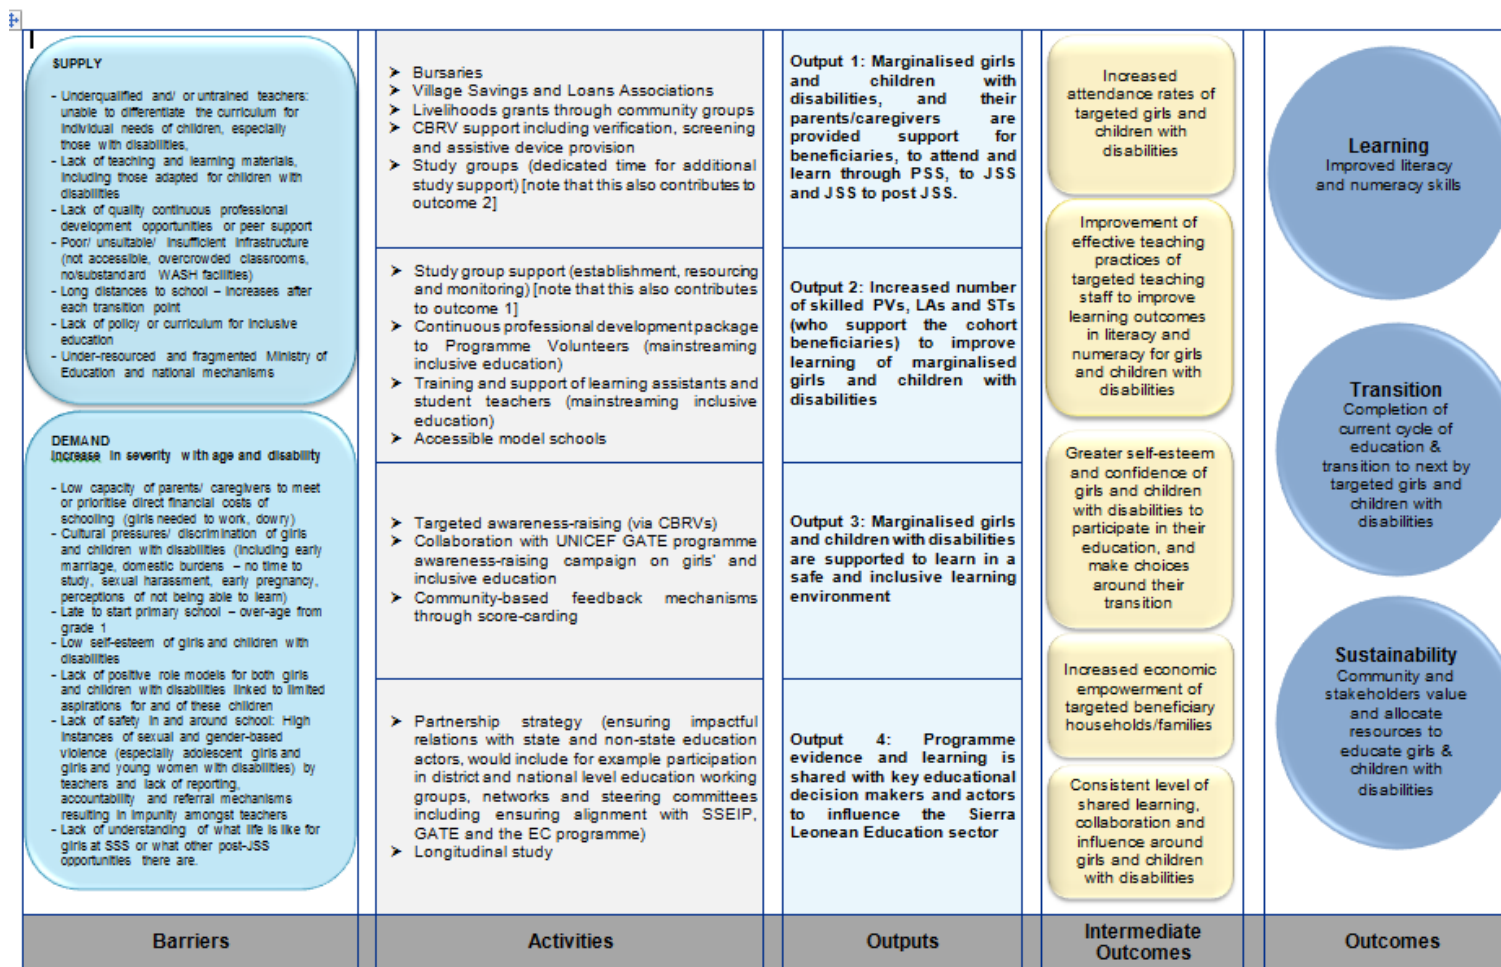 SUPPLY
- Underqualified and/ or untrained teachers:
unable to differentiate the curriculum for
individual needs of children, especially
those with disabilities,
- Lack of teaching and learning materials,
including those adapted for children with
disabilities
- Lack of quality continuous professional
development opportunities or peer support
- Poor/ unsuitable/ insufficient infrastructure
(not accessible, overcrowded classrooms,
no/substandard WASH facilities)
- Long distances to school – increases after
each transition point
- Lack of policy or curriculum for inclusive
education
- Under-resourced and fragmented Ministry of
Education and national mechanisms
DEMAND
Increase in severity with age and disability
- Low capacity of parents/ caregivers to meet
or prioritise direct financial costs of
schooling (girls needed to work, dowry)
- Cultural pressures/ discrimination of girls
and children with disabilities (including early
marriage, domestic burdens – no time to
study, sexual harassment, early pregnancy,
perceptions of not being able to learn)
- Late to start primary school – over-age from
grade 1
- Low self-esteem of girls and children with
disabilities
- Lack of positive role models for both girls
and children with disabilities linked to limited
aspirations for and of these children
- Lack of safety in and around school: High
instances of sexual and gender-based
violence (especially adolescent girls and
girls and young women with disabilities) by
teachers and lack of reporting,
accountability and referral mechanisms
resulting in impunity amongst teachers
- Lack of understanding of what life is like for
girls at SSS or what other post-JSS
opportunities there are.
Barriers
➢ Bursaries
➢ Village Savings and Loans Associations
➢ Livelihoods grants through community groups
➢ CBRV support including verification, screening
and assistive device provision
➢ Study groups (dedicated time for additional
study support) [note that this also contributes to
outcome 2]
➢ Study group support (establishment, resourcing
and monitoring) [note that this also contributes
to outcome 1]
➢ Continuous professional development package
to Programme Volunteers (mainstreaming
inclusive education)
➢ Training and support of learning assistants and
student teachers (mainstreaming inclusive
education)
➢ Accessible model schools
➢ Targeted awareness-raising (via CBRVs)
➢ Collaboration with UNICEF GATE programme
awareness-raising campaign on girls' and
inclusive education
➢ Community-based feedback mechanisms
through score-carding
➢ Partnership strategy (ensuring impactful
relations with state and non-state education
actors, would include for example participation
in district and national level education working
groups, networks and steering committees
including ensuring alignment with SSEIP,
GATE and the EC programme)
➢ Longitudinal study
Activities
Output 1: Marginalised girls
and children with
disabilities, and their
parents/caregivers are
provided support for
beneficiaries, to attend and
learn through PSS, to JSS
and JSS to post JSS.
Output 2: Increased number
of skilled PVs, LAs and STs
(who support the cohort
beneficiaries) to improve
learning of marginalised
girls and children with
disabilities
Output 3: Marginalised girls
and children with disabilities
are supported to learn in a
safe and inclusive learning
environment
Output 4: Programme
evidence and learning is
shared with key educational
decision makers and actors
to influence the Sierra
Leonean Education sector
Outputs
Increased
attendance rates of
targeted girls and
children with
disabilities
Improvement of
effective teaching
practices of
targeted teaching
staff to improve
learning outcomes
in literacy and
numeracy for girls
and children with
disabilities
Greater self-esteem
and confidence of
girls and children
with disabilities to
participate in their
education, and
make choices
around their
transition
Increased economic
empowerment of
targeted beneficiary
households/families
Consistent level of
shared learning,
collaboration and
influence around
girls and children
with disabilities
Intermediate
Outcomes
Learning
Improved literacy
and numeracy skills
Transition
Completion of
current cycle of
education &
transition to next by
targeted girls and
children with
disabilities
Sustainability
Community and
stakeholders value
and allocate
resources to
educate girls &
children with
disabilities
Outcomes